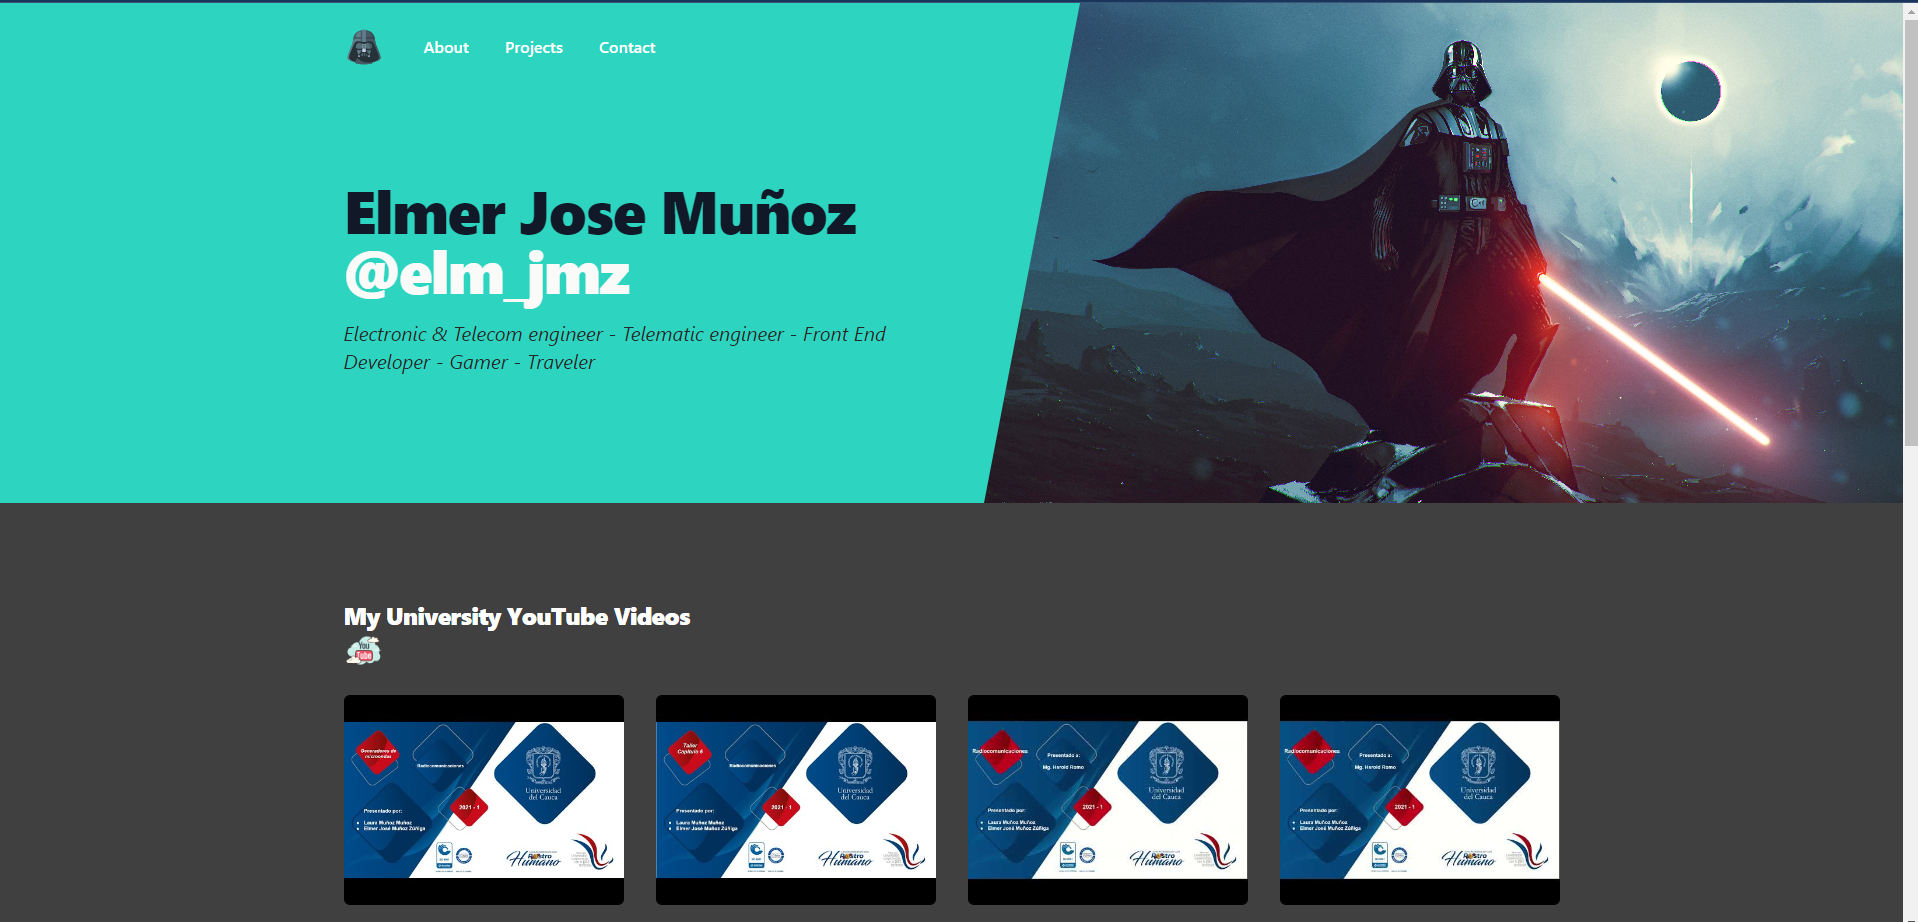 About Projects Contact
Elmer Jose Muñoz
@elm_jmz
Electronic & Telecom engineer - Telematic engineer - Front End
Developer - Gamer - Traveler
My University YouTube Videos
You
Tube
Generadores de
microondas
Radiocomunicaciones
Universidad
del Cauca
2021 - 1
Presentado por:
Laura Muñoz Muñoz
Elmer José Muñoz Zúñiga
Rostro
Humano
Taller
Capítulo 6
Radiocomunicaciones
Universidad
del Cauca
2021 - 1
Presentado por:
Laura Muñoz Muñoz
Elmer José Muñoz Zúñiga
Rostro
Humano
Radiocomunicaciones
Presentado a:
Mg. Harold Romo
Universidad
del Cauca
2021 - 1
Presentado por:
Laura Muñoz Muñoz
Elmer José Muñoz Zúñiga
Rostro
Humano
Radiocomunicaciones
Presentado a:
Mg. Harold Romo
Universidad
del Cauca
2021 - 1
Presentado por:
Laura Muñoz Muñoz
Elmer José Muñoz Zúñiga
Rostro
Humano